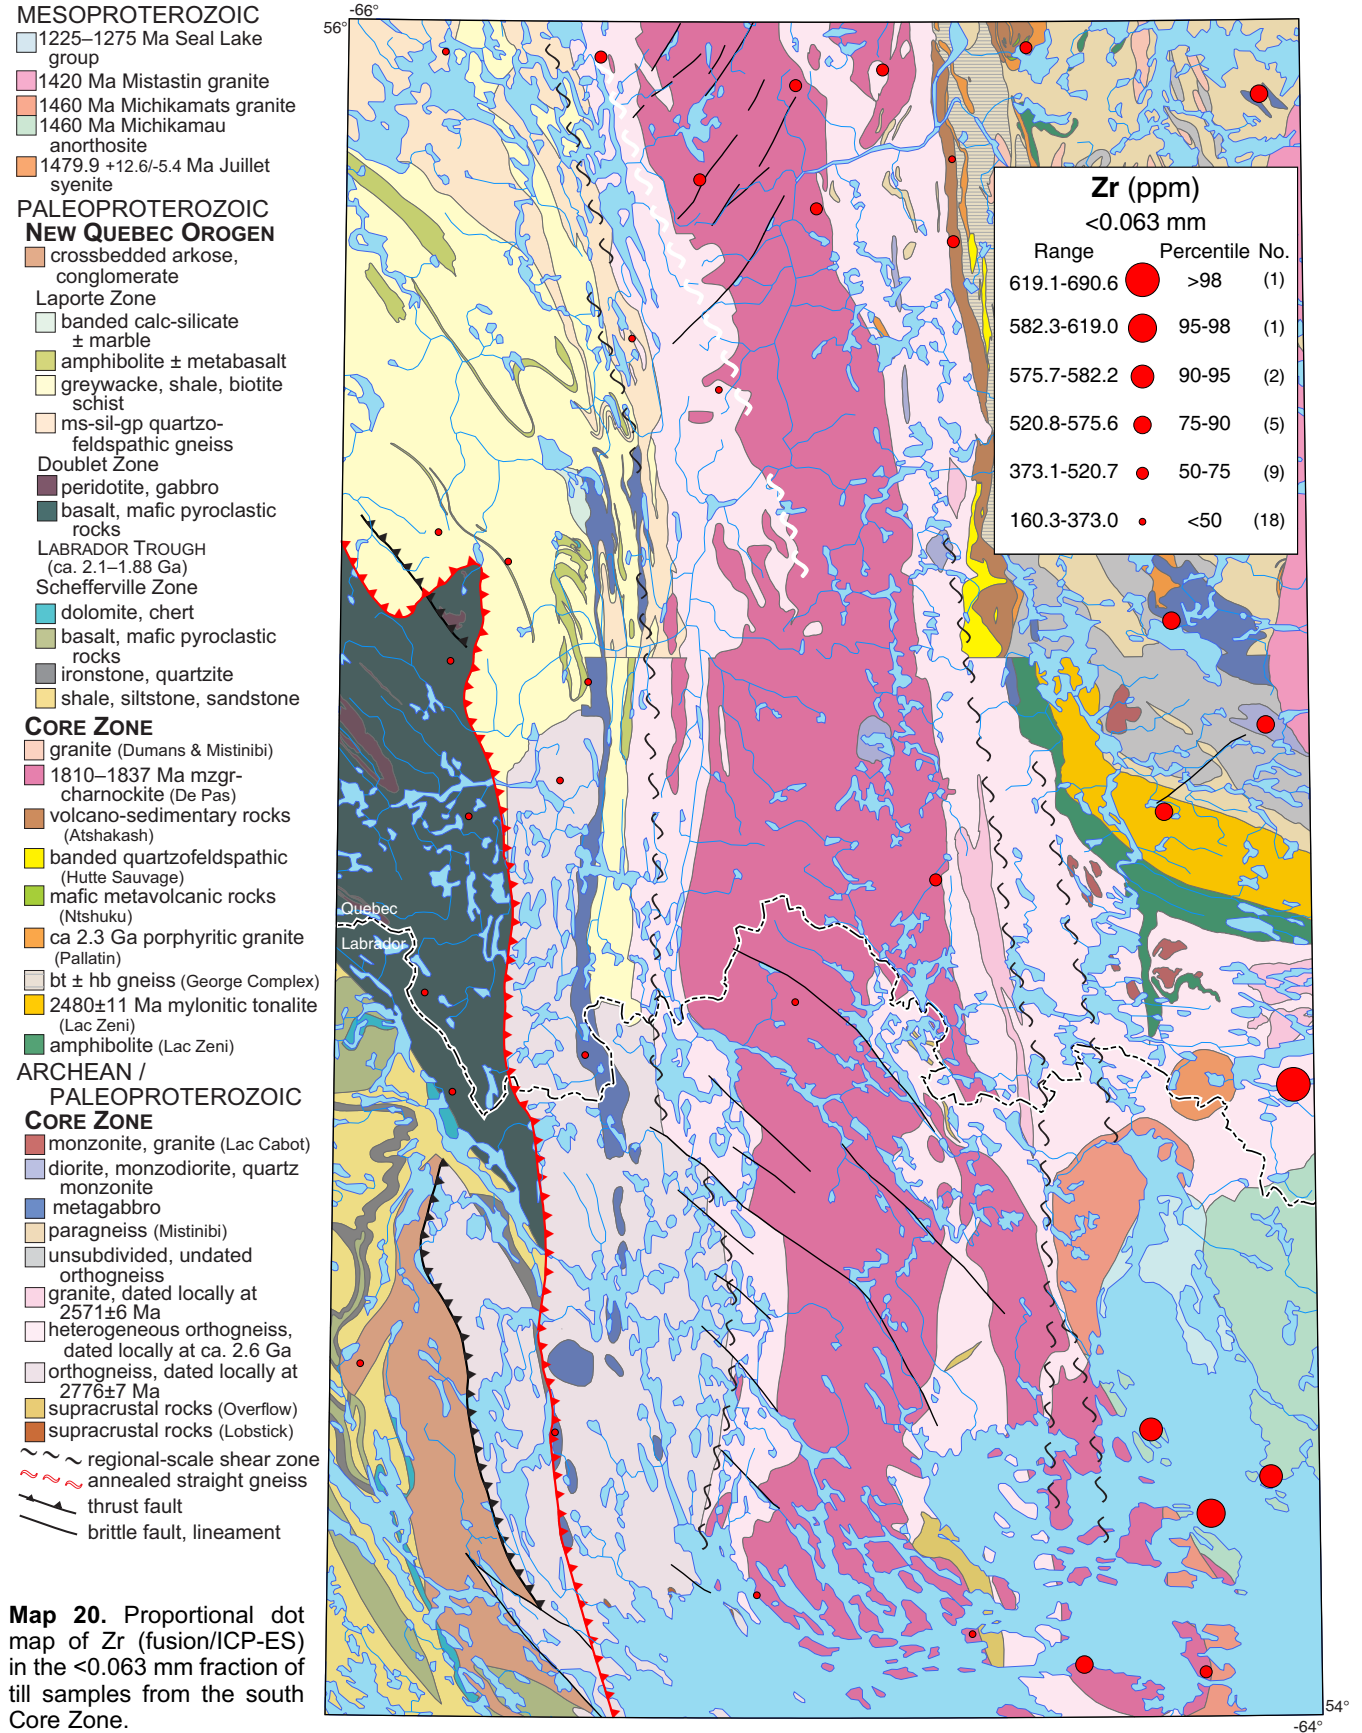 MESOPROTEROZOIC
1225–1275 Ma Seal Lake
group
1420 Ma Mistastin granite
1460 Ma Michikamats granite
1460 Ma Michikamau
anorthosite
1479.9 +12.6/-5.4 Ma Juillet
syenite
PALEOPROTEROZOIC
NEW QUEBEC OROGEN
crossbedded arkose,
conglomerate
Laporte Zone
banded calc-silicate
± marble
amphibolite ± metabasalt
greywacke, shale, biotite
schist
ms-sil-gp quartzo-
feldspathic gneiss
Doublet Zone
peridotite, gabbro
basalt, mafic pyroclastic
rocks
LABRADOR TROUGH
(ca. 2.1–1.88 Ga)
Schefferville Zone
dolomite, chert
basalt, mafic pyroclastic
rocks
ironstone, quartzite
shale, siltstone, sandstone
CORE ZONE
granite (Dumans & Mistinibi)
1810–1837 Ma mzgr-
charnockite (De Pas)
volcano-sedimentary rocks
(Atshakash)
banded quartzofeldspathic
(Hutte Sauvage)
mafic metavolcanic rocks
(Ntshuku)
ca 2.3 Ga porphyritic granite
(Pallatin)
bt ± hb gneiss (George Complex)
2480±11 Ma mylonitic tonalite
(Lac Zeni)
amphibolite (Lac Zeni)
ARCHEAN /
PALEOPROTEROZOIC
CORE ZONE
monzonite, granite (Lac Cabot)
diorite, monzodiorite, quartz
monzonite
metagabbro
paragneiss (Mistinibi)
unsubdivided, undated
orthogneiss
granite, dated locally at
2571±6 Ma
heterogeneous orthogneiss,
dated locally at ca. 2.6 Ga
orthogneiss, dated locally at
2776±7 Ma
supracrustal rocks (Overflow)
supracrustal rocks (Lobstick)
regional-scale shear zone
annealed straight gneiss
thrust fault
brittle fault, lineament
Map 20. Proportional dot
map of Zr (fusion/ICP-ES)
in the <0.063 mm fraction of
till samples from the south
Core Zone.
-66°
56°
Zr (ppm)
<0.063 mm
Range Percentile No.
619.1-690.6 >98 (1)
582.3-619.0 95-98 (1)
575.7-582.2 90-95 (2)
520.8-575.6 75-90 (5)
373.1-520.7 50-75 (9)
160.3-373.0 <50 (18)
Quebec
Labrador
54°
-64°